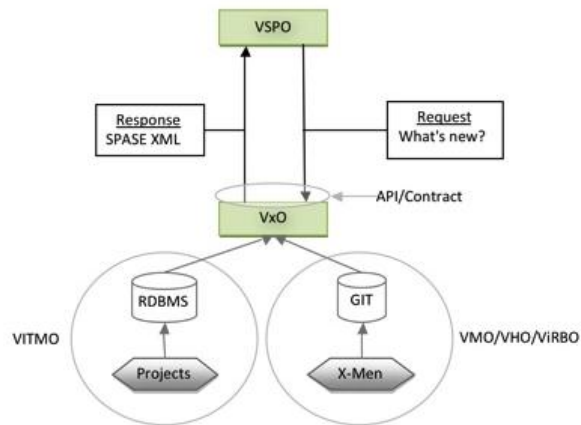 VSPO
Response
SPASE XML
Request
What's new?
API/Contract
VxO
RDBMS
GIT
VITMO
VMO/VHO/ViRBO
Projects
X-Men